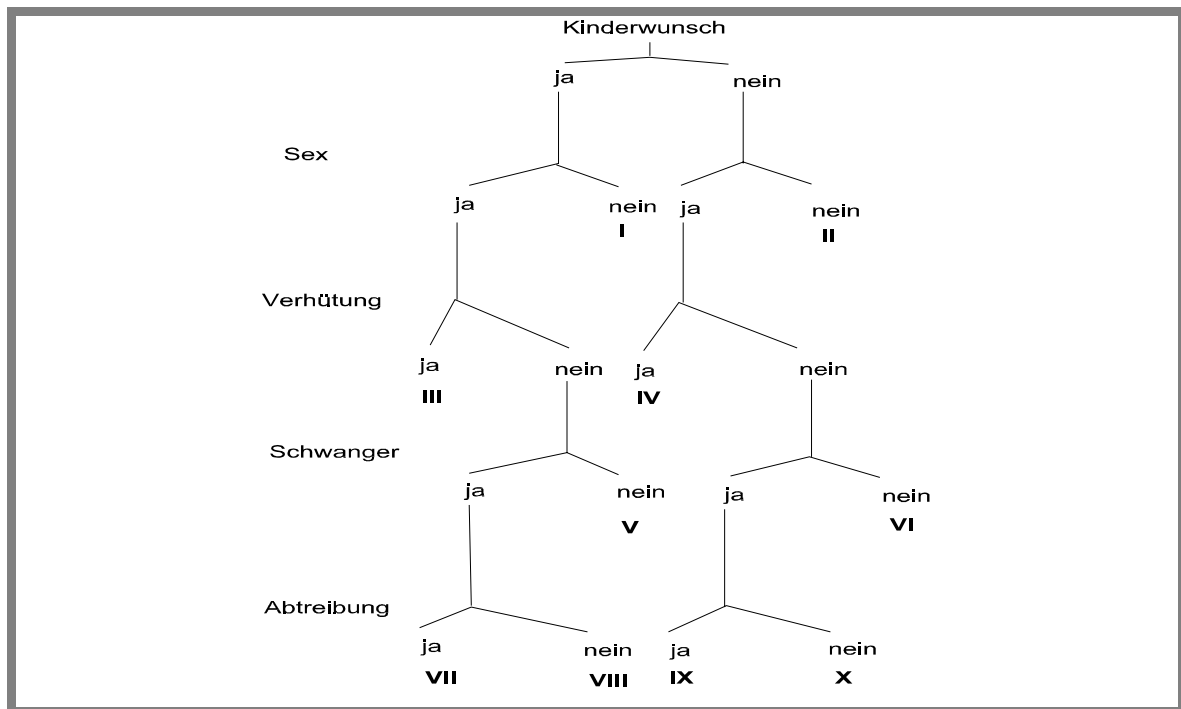 Kinderwunsch
ja nein
Sex
ja nein ja nein
I II
Verhütung
ja nein ja nein
III IV
Schwanger
ja nein ja nein
V VI
Abtreibung
ja nein ja nein
VII VIII IX X